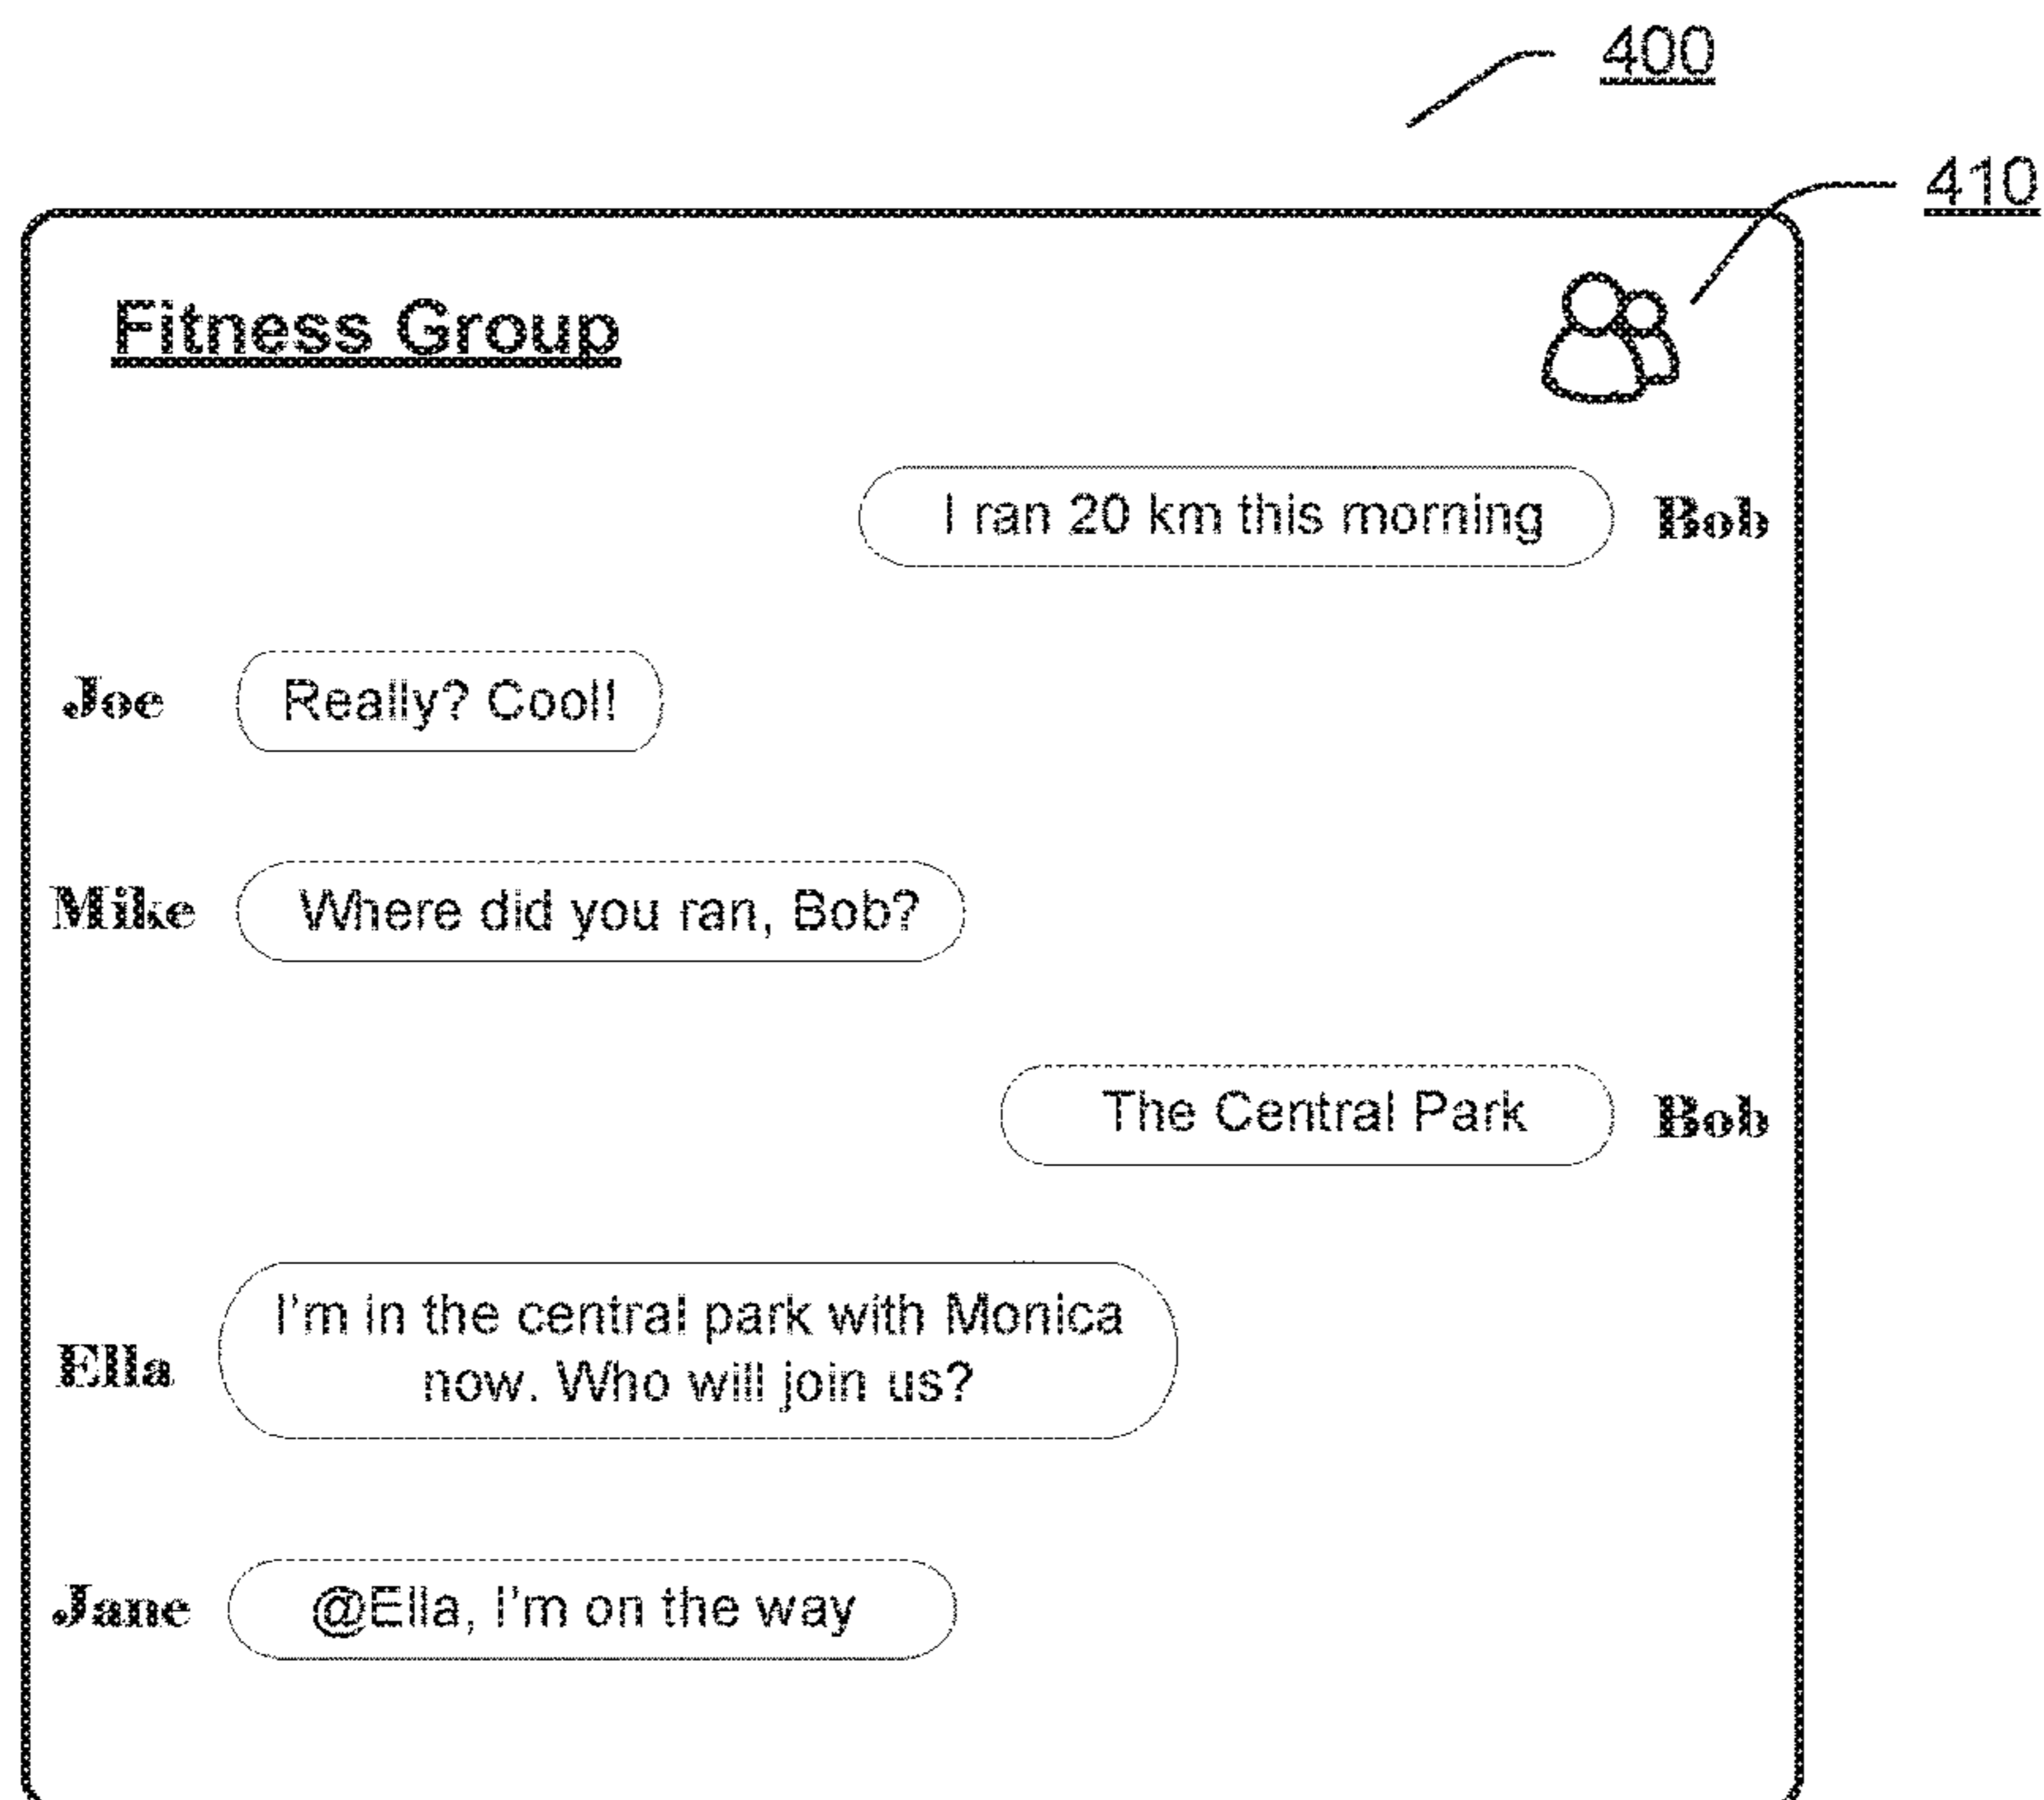 400
410
Fitness Group
I ran 20 km this morning Bob
Joe Really? Cool!
Mike Where did you ran, Bob?
The Central Park Bob
I'm in the central park with Monica
Ella now. Who will join us?
Jane @Ella, I'm on the way